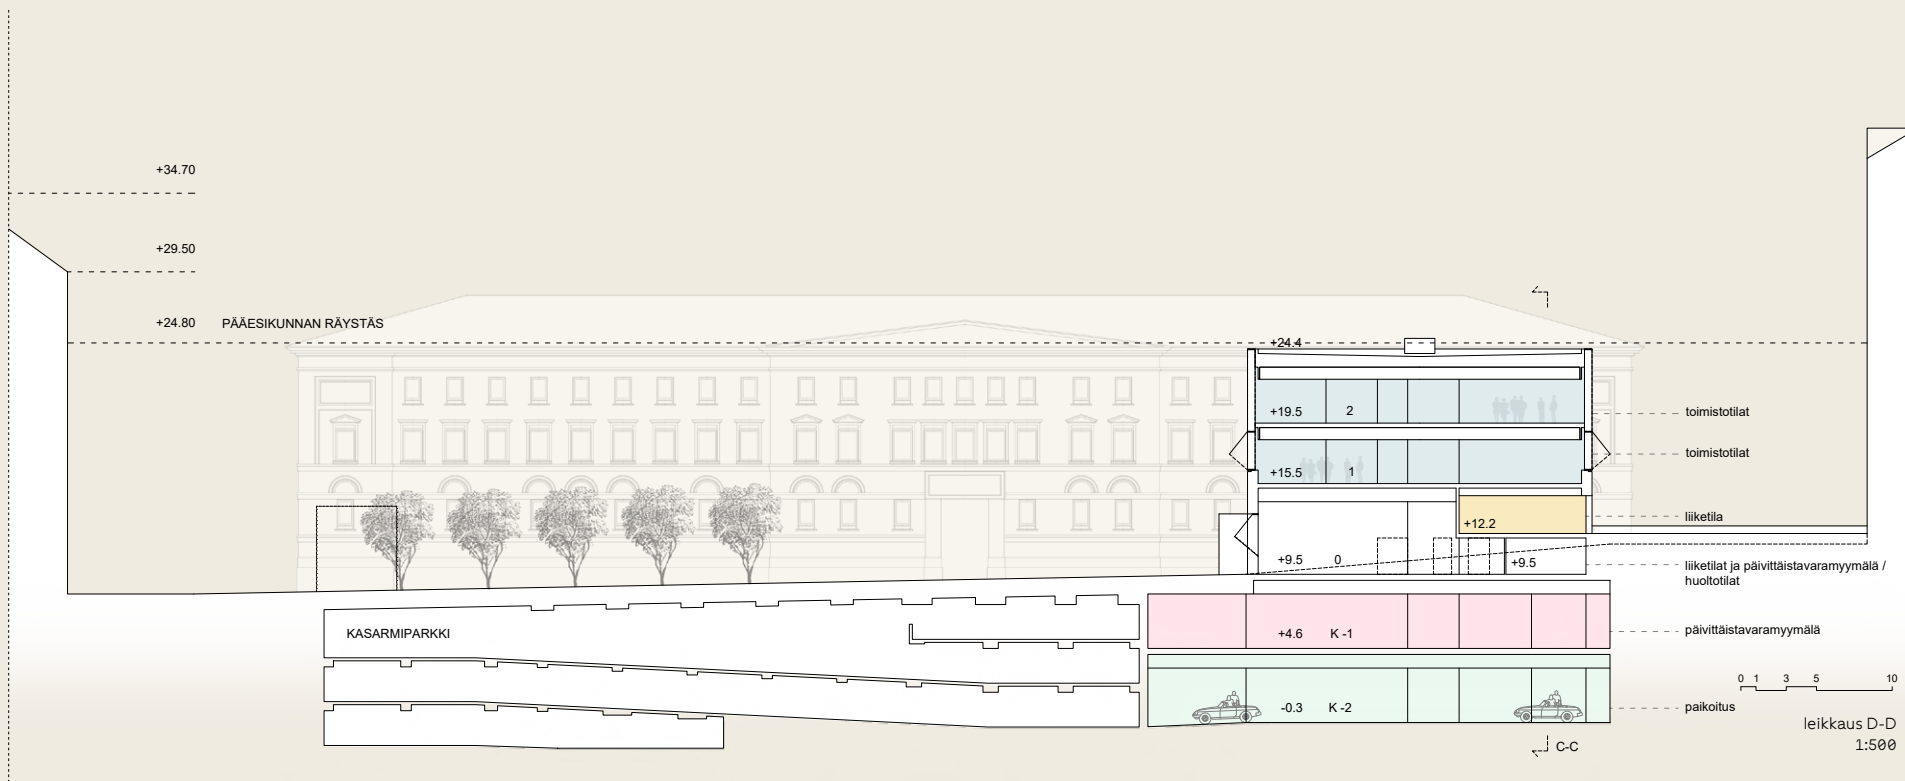 +34.70
+29.50
+24.80 PÄÄESIKUNNAN RÄYSTÄS
+24.4
+19.5 2
toimistotilat
+15.5 1
toimistotilat
+12.2
liiketila
+9.5 0
+9.5
liiketilat ja päivittäistavaramyymälä /
huoltotilat
KASARMIPARKKI
+4.6 K -1
päivittäistavaramyymälä
0 1 3 5 10
-0.3 K -2
paikoitus
leikkaus D-D
1:500
C-C